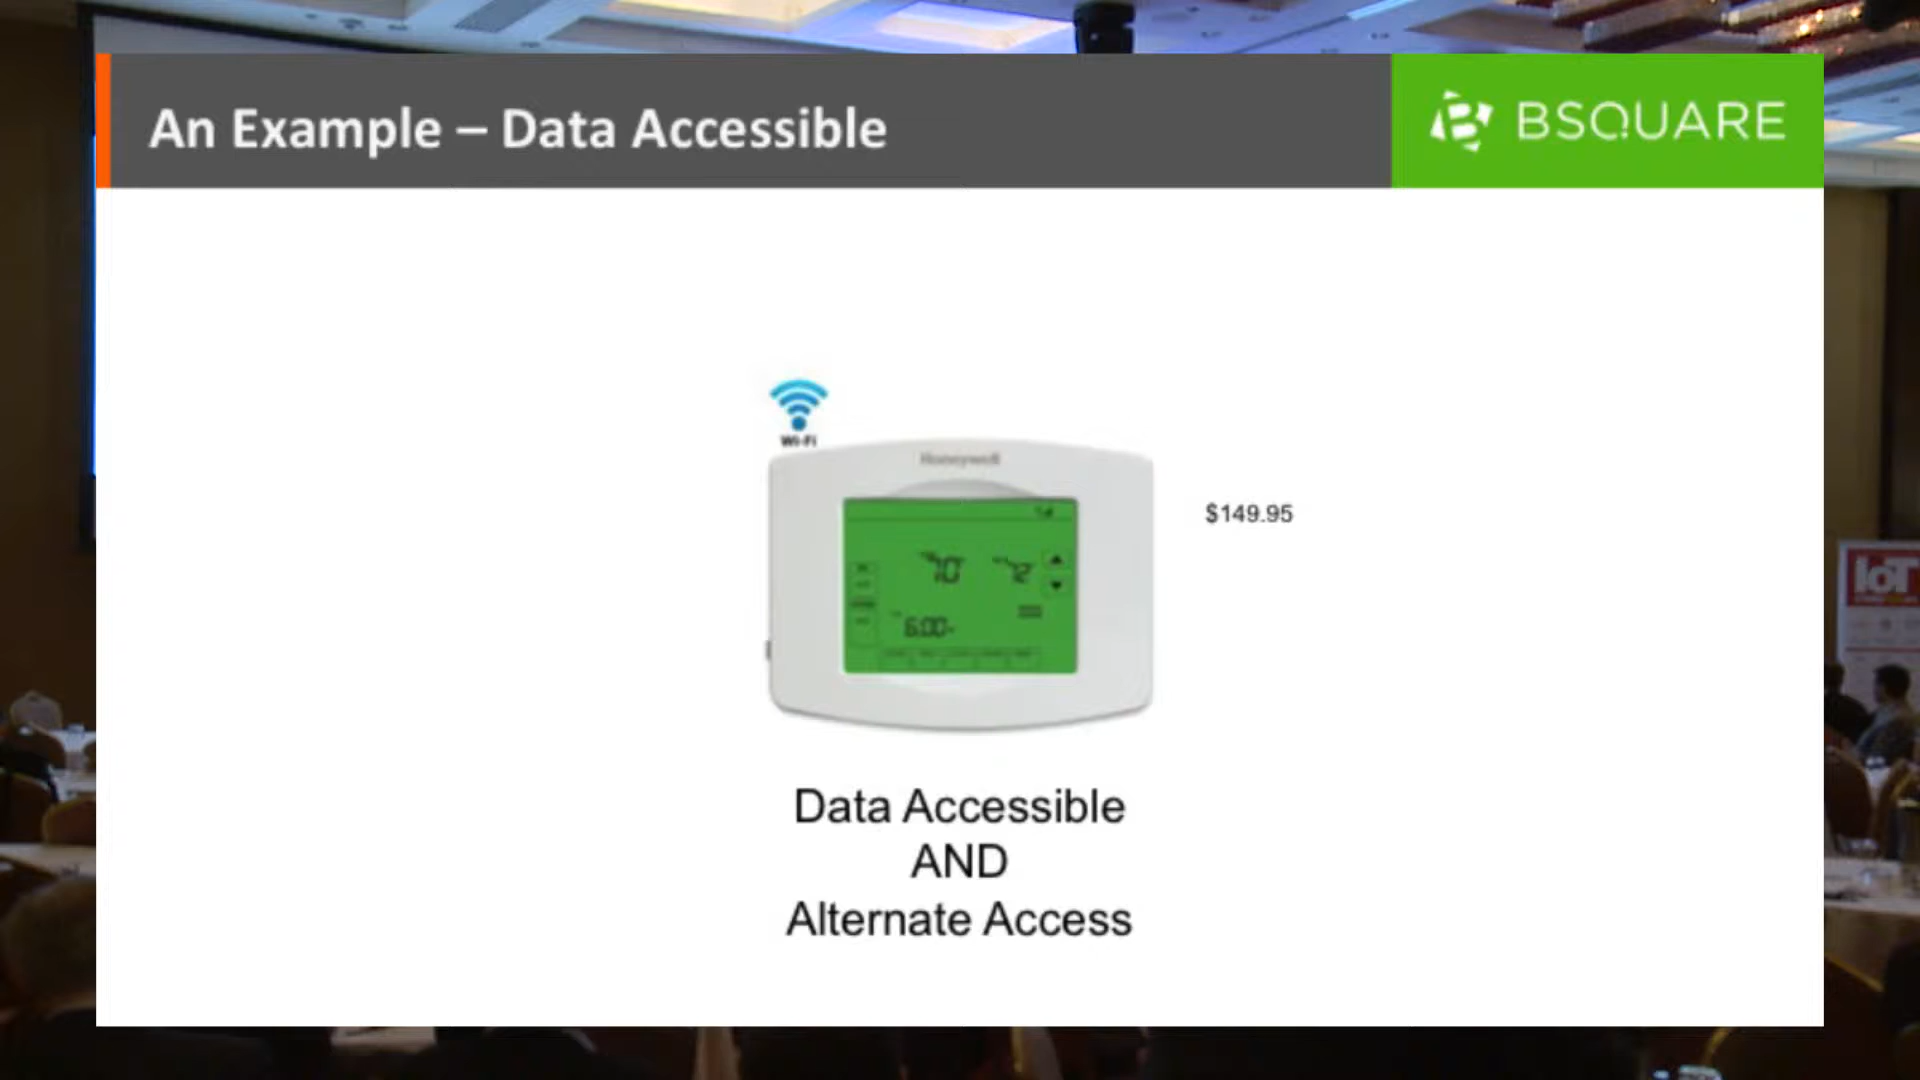 An Example – Data Accessible
BSQUARE
Wi-Fi
Honeywell
$149.95
70
72
6:00
IoT
Data Accessible
AND
Alternate Access